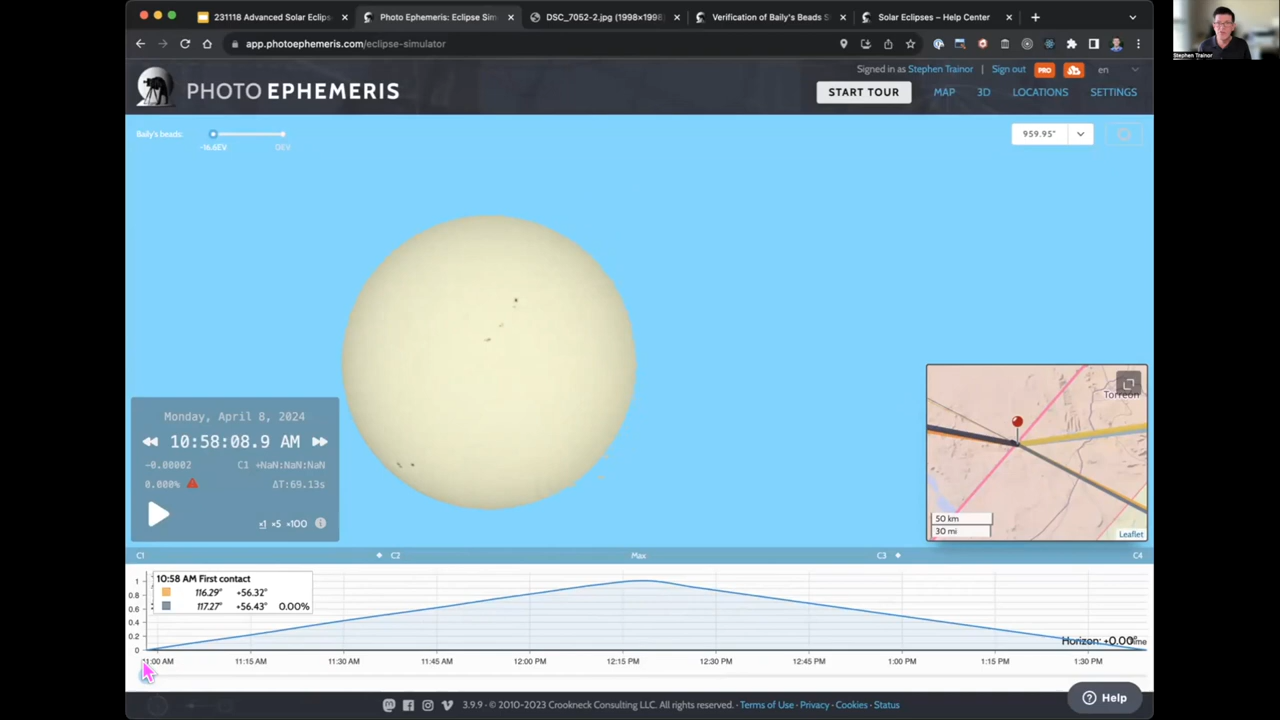 231118 Advanced Solar Eclips
Photo Ephemeris: Eclipse Sim
DSC_7052-2.jpg (1998×1998)
Verification of Baily's Beads S
Solar Eclipses – Help Center
app.photoephemeris.com/eclipse-simulator
Stephen Trainor
Signed in as Stephen Trainor | Sign out PRO en
PHOTO EPHEMERIS
START TOUR MAP 3D LOCATIONS SETTINGS
Baily's beads:
-16.6EV 0EV
959.95"
Monday, April 8, 2024
10:58:08.9 AM
-0.00002 C1 +NaN:NaN:NaN
0.000% ΔT:69.13s
×1 ×5 ×100
Torreón
50 km
30 mi
Leaflet
C1 C2 Max C3 C4
10:58 AM First contact
116.29° +56.32°
117.27° +56.43° 0.00%
1
0.8
0.6
0.4
0.2
0
Horizon: +0.00°
11:00 AM 11:15 AM 11:30 AM 11:45 AM 12:00 PM 12:15 PM 12:30 PM 12:45 PM 1:00 PM 1:15 PM 1:30 PM
3.9.9 · © 2010-2023 Crookneck Consulting LLC. All rights reserved. · Terms of Use · Privacy · Cookies · Status
Help